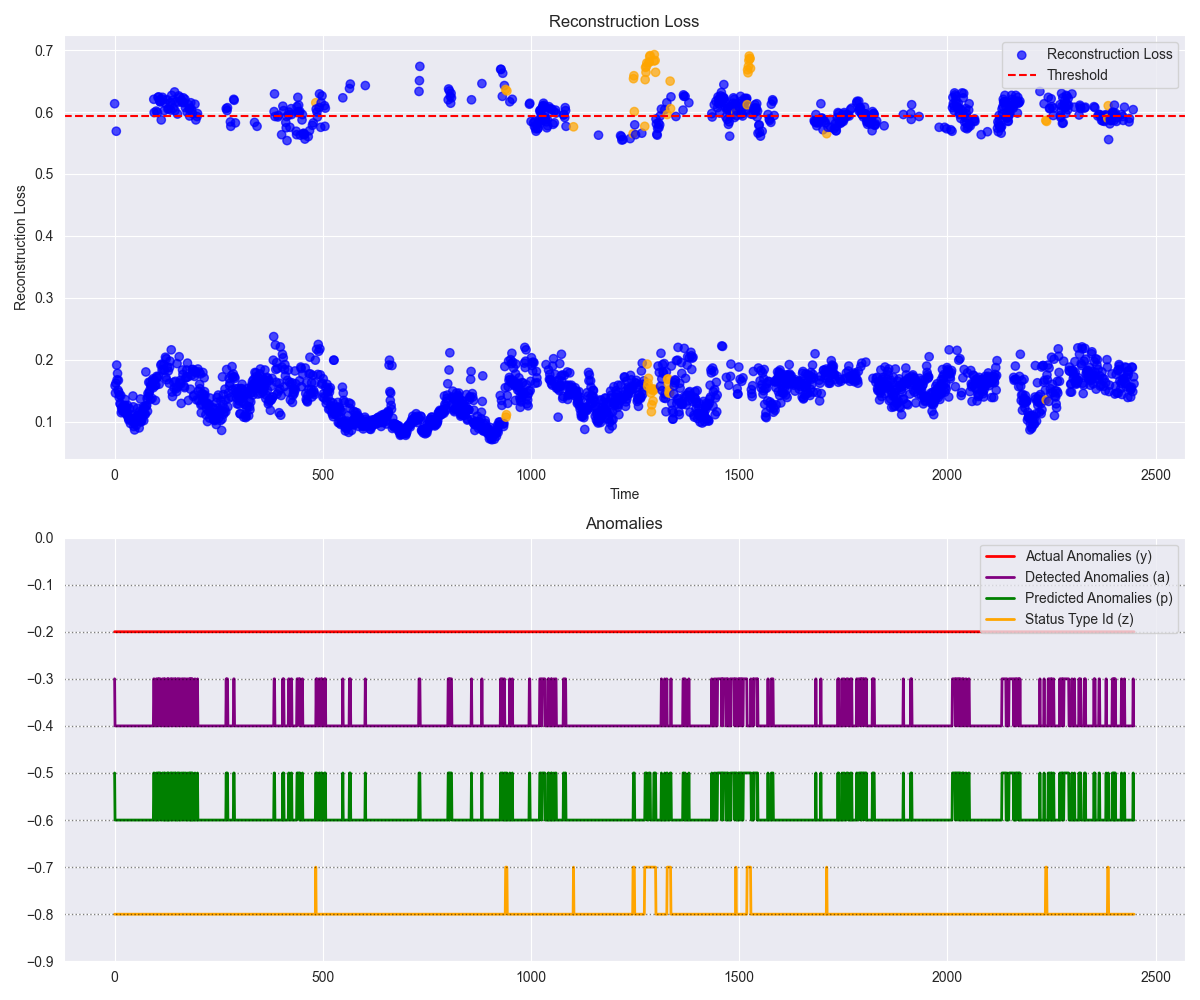 Reconstruction Loss
Reconstruction Loss
0.7
0.6
0.5
0.4
0.3
0.2
0.1
Reconstruction Loss
Threshold
0
500
1000
1500
2000
2500
Time
Anomalies
0.0
−0.1
−0.2
−0.3
−0.4
−0.5
−0.6
−0.7
−0.8
−0.9
Actual Anomalies (y)
Detected Anomalies (a)
Predicted Anomalies (p)
Status Type Id (z)
0
500
1000
1500
2000
2500